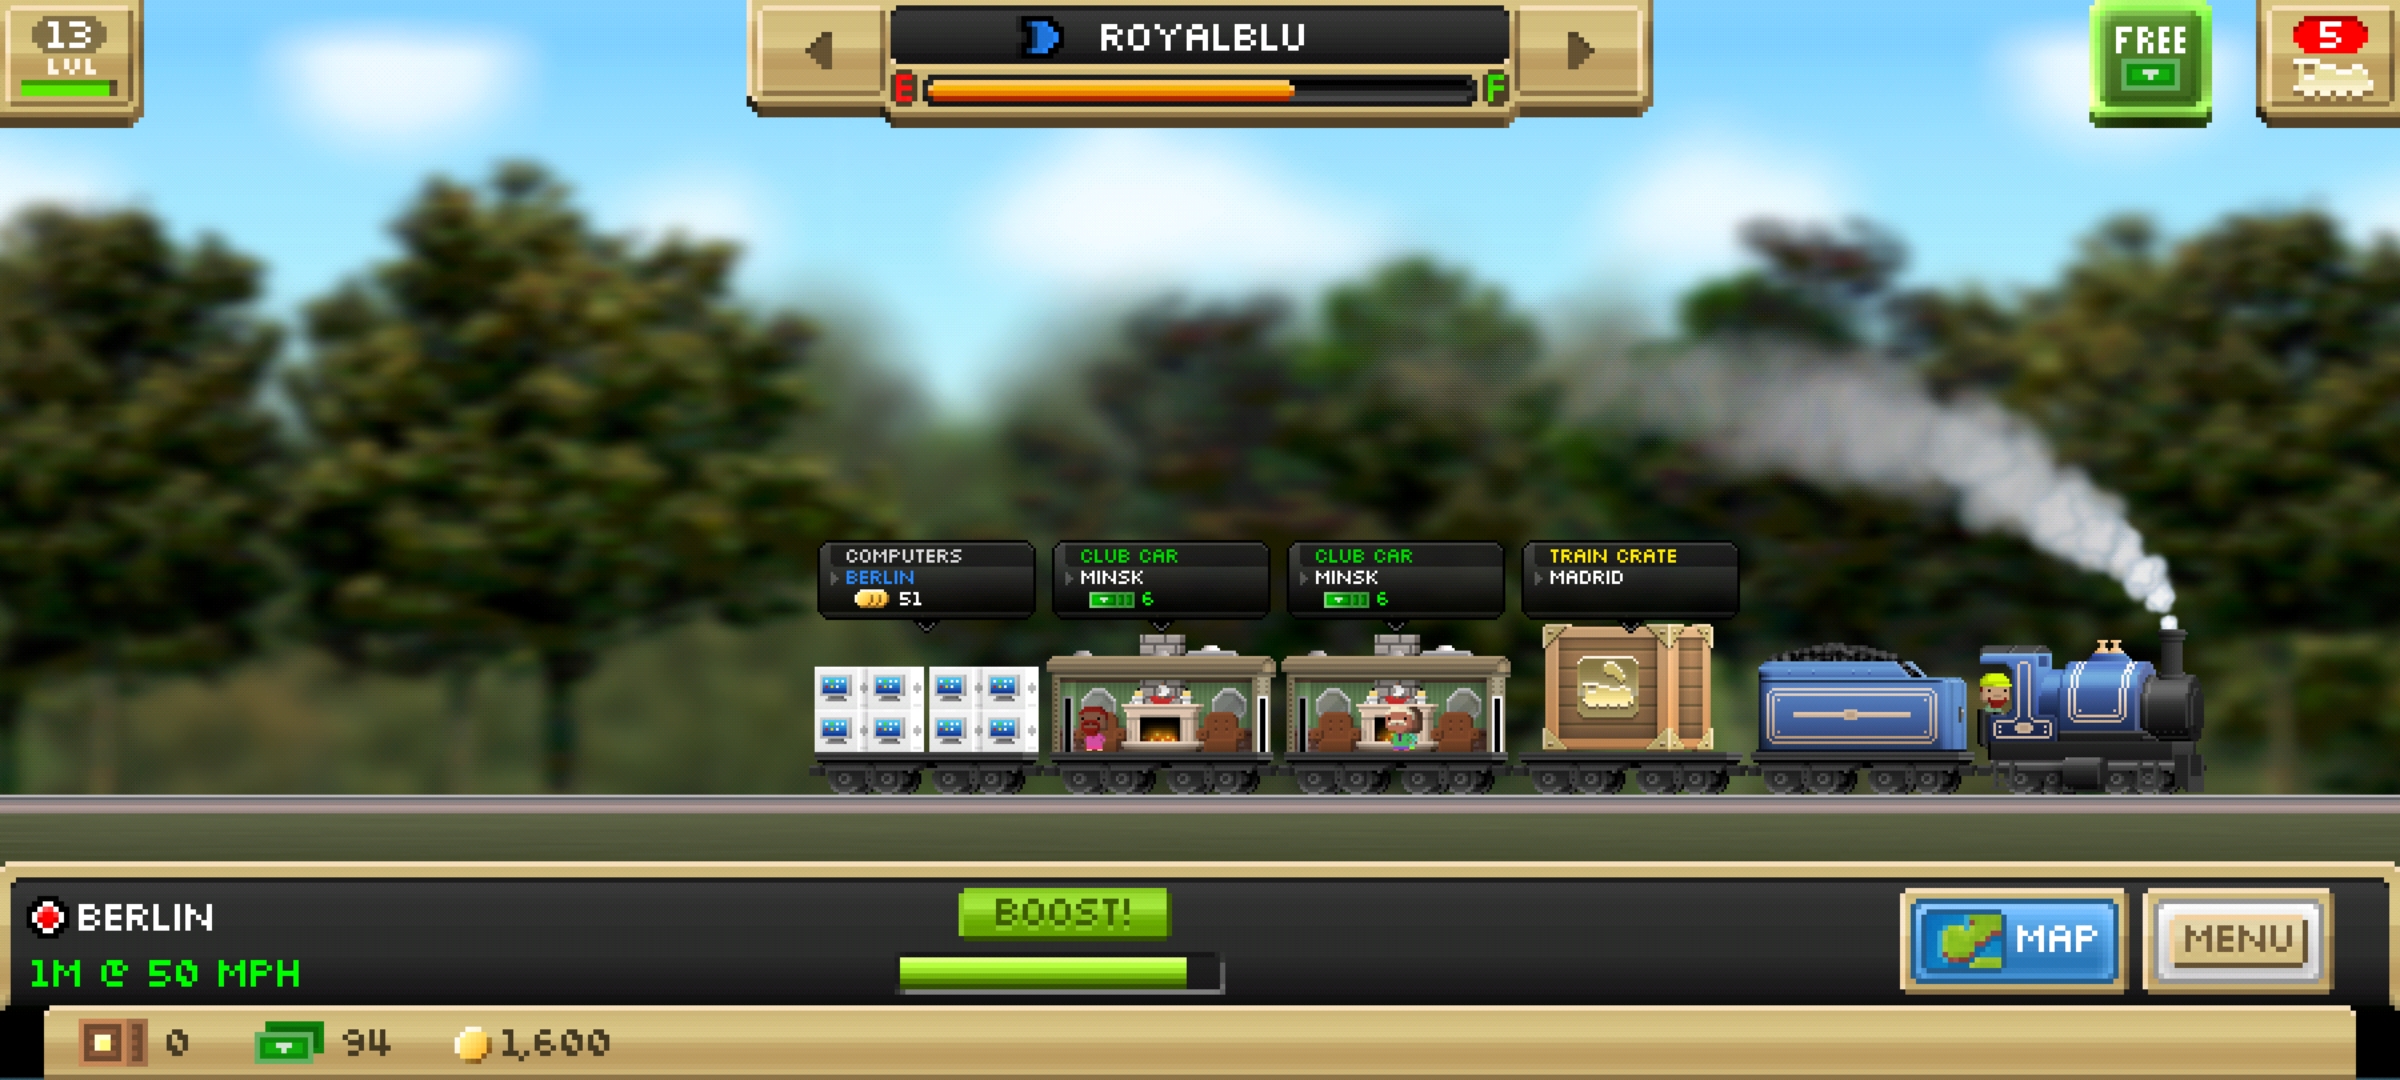 13
LVL
ROYALBLU
E F
FREE
5
COMPUTERS
BERLIN
51
CLUB CAR
MINSK
6
CLUB CAR
MINSK
6
TRAIN CRATE
MADRID
BERLIN
1M @ 50 MPH
BOOST!
MAP
MENU
0
94
1,600